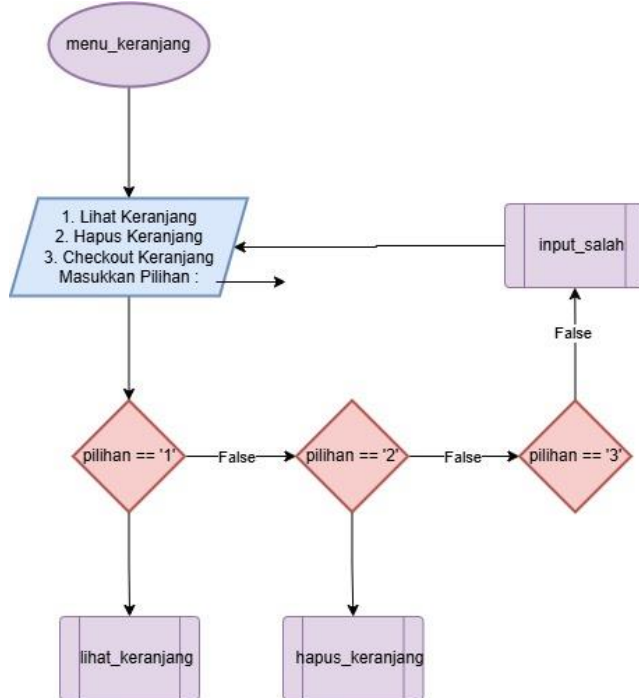 menu_keranjang
1. Lihat Keranjang
2. Hapus Keranjang
3. Checkout Keranjang
Masukkan Pilihan :
input_salah
False
pilihan == '1'
False
pilihan == '2'
False
pilihan == '3'
lihat_keranjang
hapus_keranjang